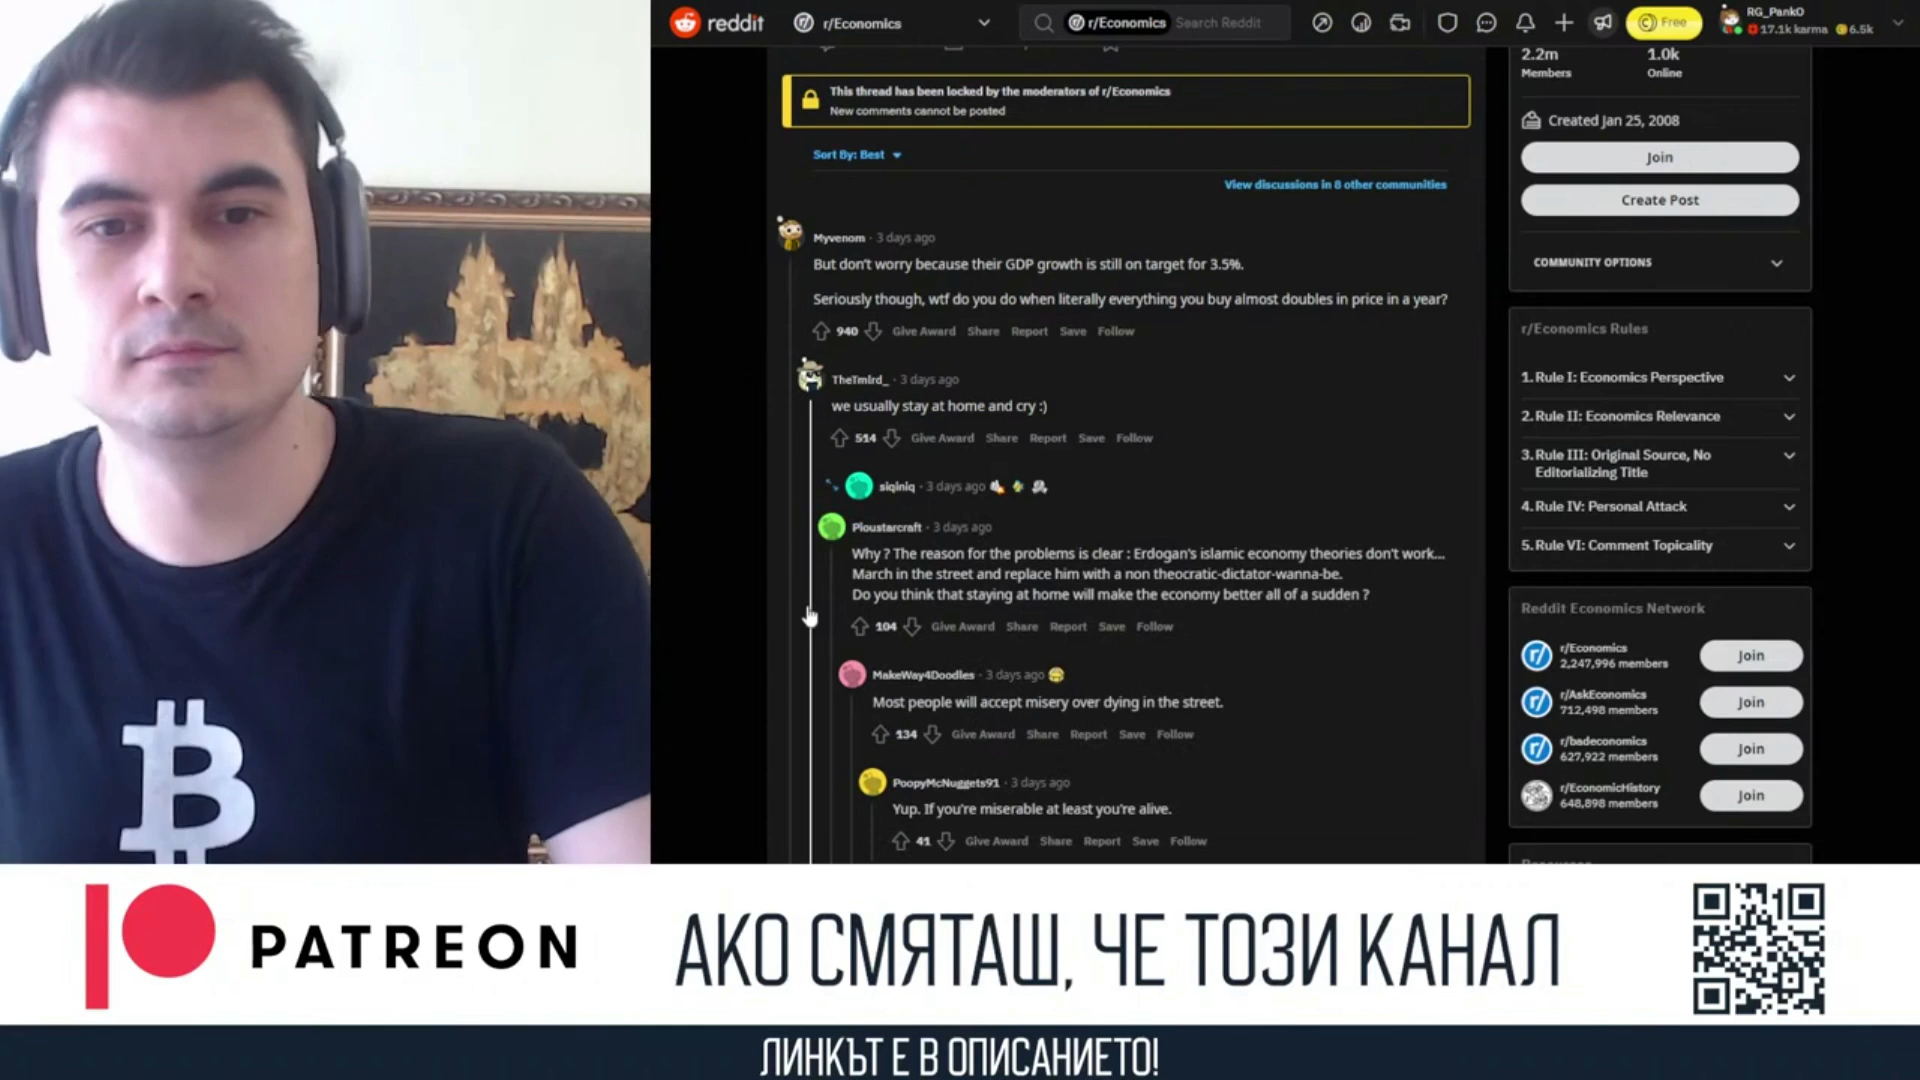 reddit
r/Economics
r/Economics Search Reddit
Free
RG_PankO
17.1k karma 6.5k
2.2m
Members
1.0k
Online
This thread has been locked by the moderators of r/Economics
New comments cannot be posted
Created Jan 25, 2008
Join
Create Post
COMMUNITY OPTIONS
Sort By: Best
View discussions in 8 other communities
Myvenom · 3 days ago
But don't worry because their GDP growth is still on target for 3.5%.
Seriously though, wtf do you do when literally everything you buy almost doubles in price in a year?
940 Give Award Share Report Save Follow
TheTmlrd_ · 3 days ago
we usually stay at home and cry :)
514 Give Award Share Report Save Follow
siqiniq · 3 days ago
Ploustarcraft · 3 days ago
Why ? The reason for the problems is clear : Erdogan's islamic economy theories don't work...
March in the street and replace him with a non theocratic-dictator-wanna-be.
Do you think that staying at home will make the economy better all of a sudden ?
104 Give Award Share Report Save Follow
MakeWay4Doodles · 3 days ago
Most people will accept misery over dying in the street.
134 Give Award Share Report Save Follow
PoopyMcNuggets91 · 3 days ago
Yup. If you're miserable at least you're alive.
41 Give Award Share Report Save Follow
r/Economics Rules
1. Rule I: Economics Perspective
2. Rule II: Economics Relevance
3. Rule III: Original Source, No
Editorializing Title
4. Rule IV: Personal Attack
5. Rule VI: Comment Topicality
Reddit Economics Network
r/Economics
2,247,996 members
Join
r/AskEconomics
712,498 members
Join
r/badeconomics
627,922 members
Join
r/EconomicHistory
648,898 members
Join
PATREON
АКО СМЯТАШ, ЧЕ ТОЗИ КАНАЛ
ЛИНКЪТ Е В ОПИСАНИЕТО!